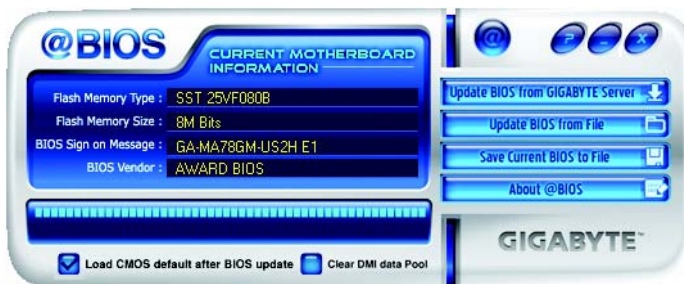 @BIOS
CURRENT MOTHERBOARD
INFORMATION
Flash Memory Type : SST 25VF080B
Flash Memory Size : 8M Bits
BIOS Sign on Message : GA-MA78GM-US2H E1
BIOS Vendor : AWARD BIOS
Load CMOS default after BIOS update
Clear DMI data Pool
@
? _ X
Update BIOS from GIGABYTE Server
Update BIOS from File
Save Current BIOS to File
About @BIOS
GIGABYTE™